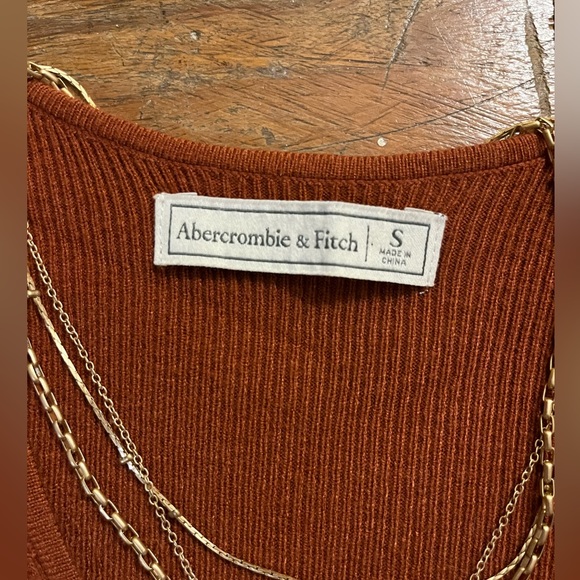 Abercrombie & Fitch
S
MADE IN
CHINA